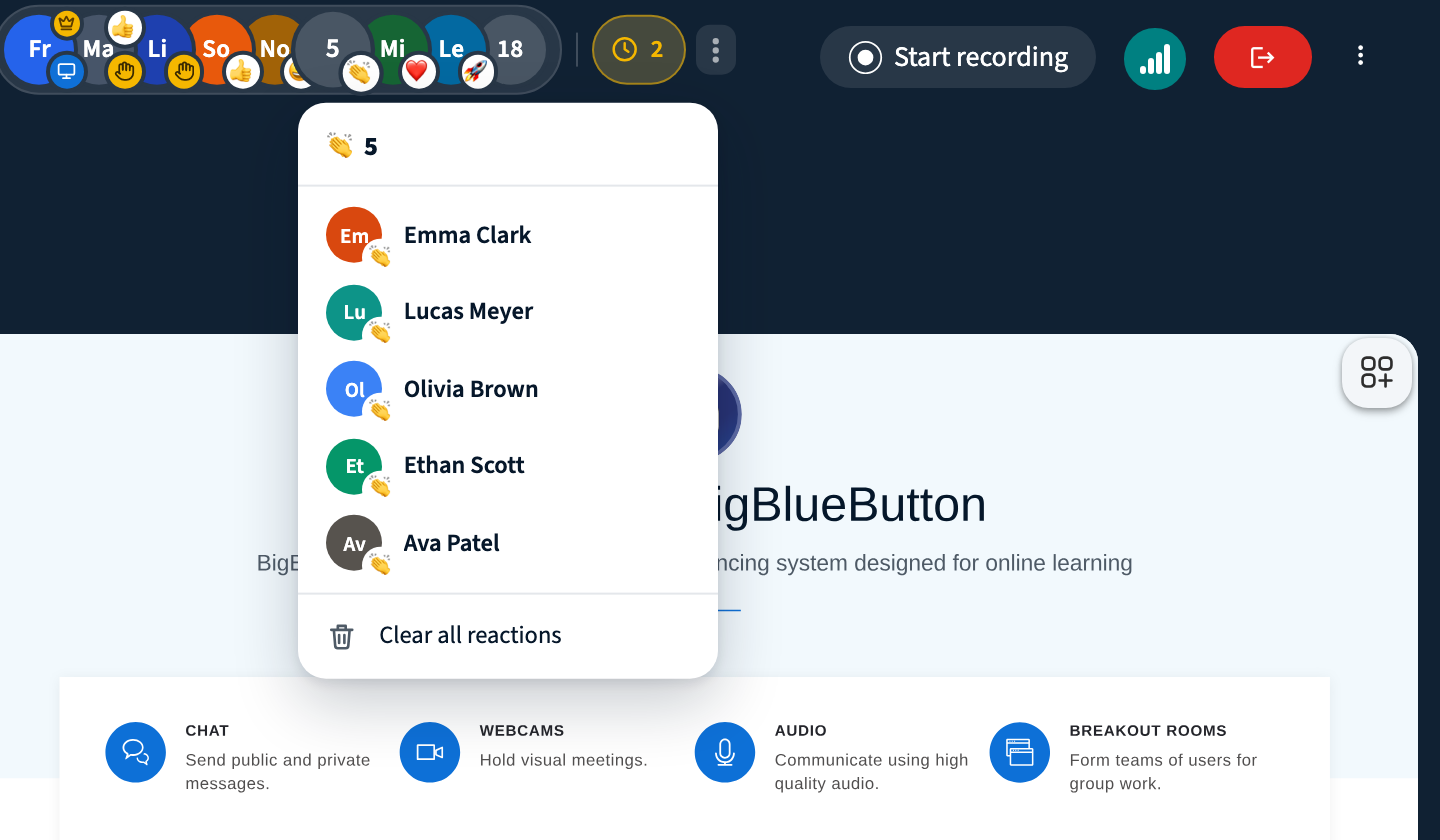 Fr Ma Li So No 5 Mi Le 18
2
Start recording
5
Em Emma Clark
Lu Lucas Meyer
Ol Olivia Brown
Et Ethan Scott
Av Ava Patel
Clear all reactions
igBlueButton
BigB
ncing system designed for online learning
CHAT
Send public and private
messages.
WEBCAMS
Hold visual meetings.
AUDIO
Communicate using high
quality audio.
BREAKOUT ROOMS
Form teams of users for
group work.